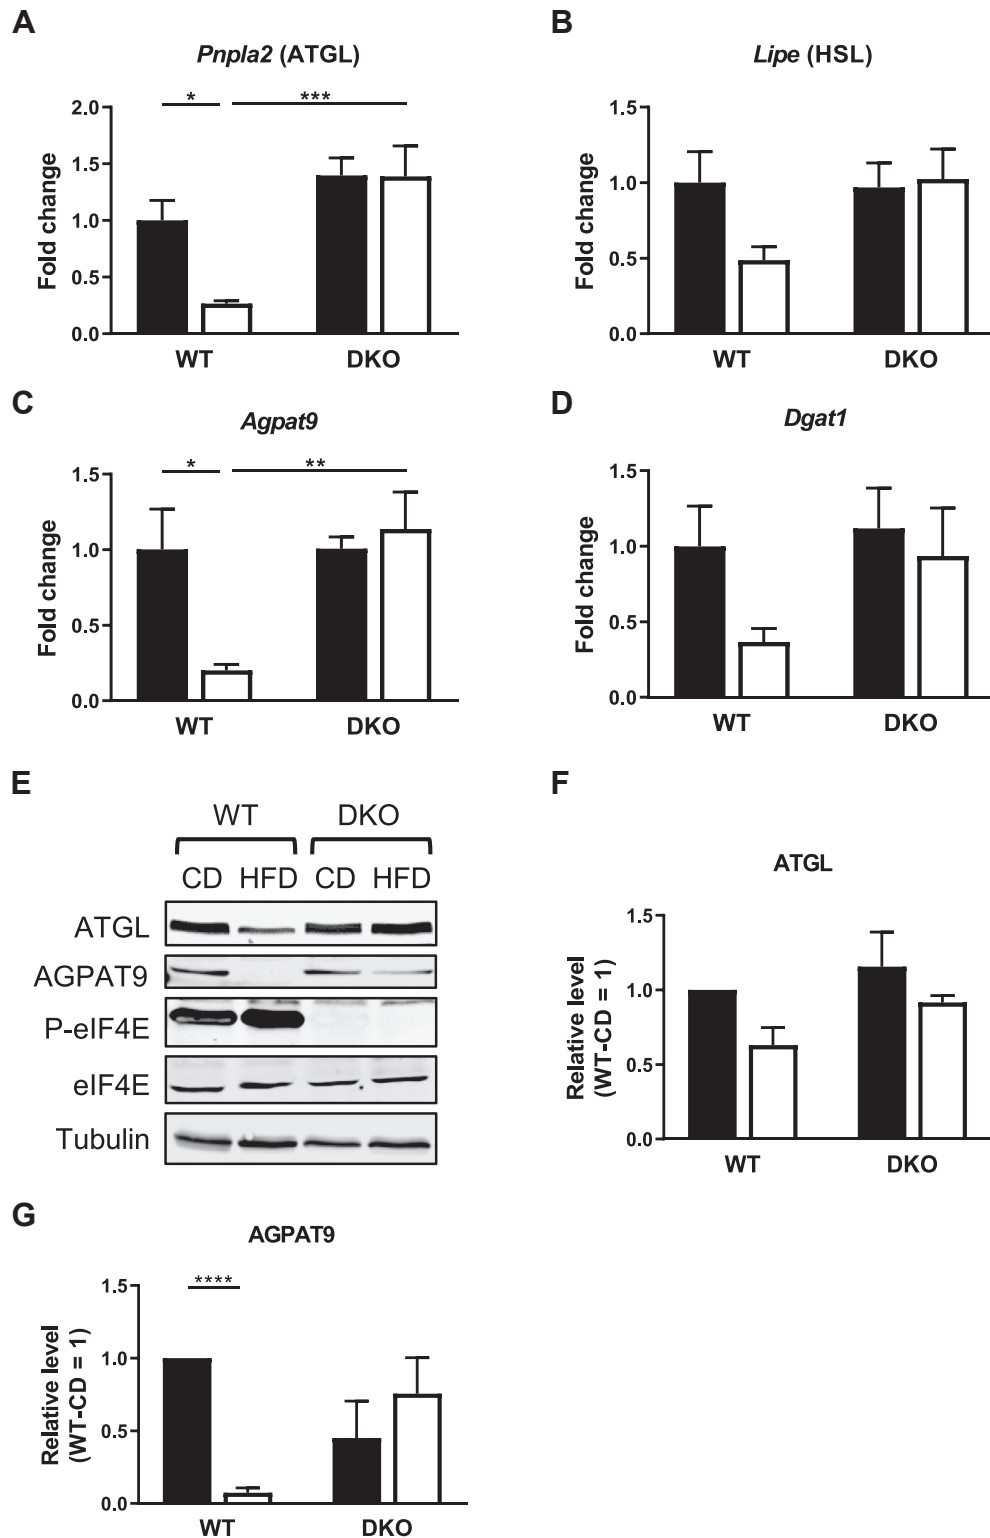 A
Pnpla2 (ATGL)
* ***
2.0
1.5
1.0
0.5
0.0
Fold change
WT DKO
B
Lipe (HSL)
1.5
1.0
0.5
0.0
Fold change
WT DKO
C
Agpat9
* **
1.5
1.0
0.5
0.0
Fold change
WT DKO
D
Dgat1
1.5
1.0
0.5
0.0
Fold change
WT DKO
E
WT DKO
CD HFD CD HFD
ATGL
AGPAT9
P-eIF4E
eIF4E
Tubulin
F
ATGL
1.5
1.0
0.5
0.0
Relative level
(WT-CD = 1)
WT DKO
G
AGPAT9
****
1.5
1.0
0.5
0.0
Relative level
(WT-CD = 1)
WT DKO